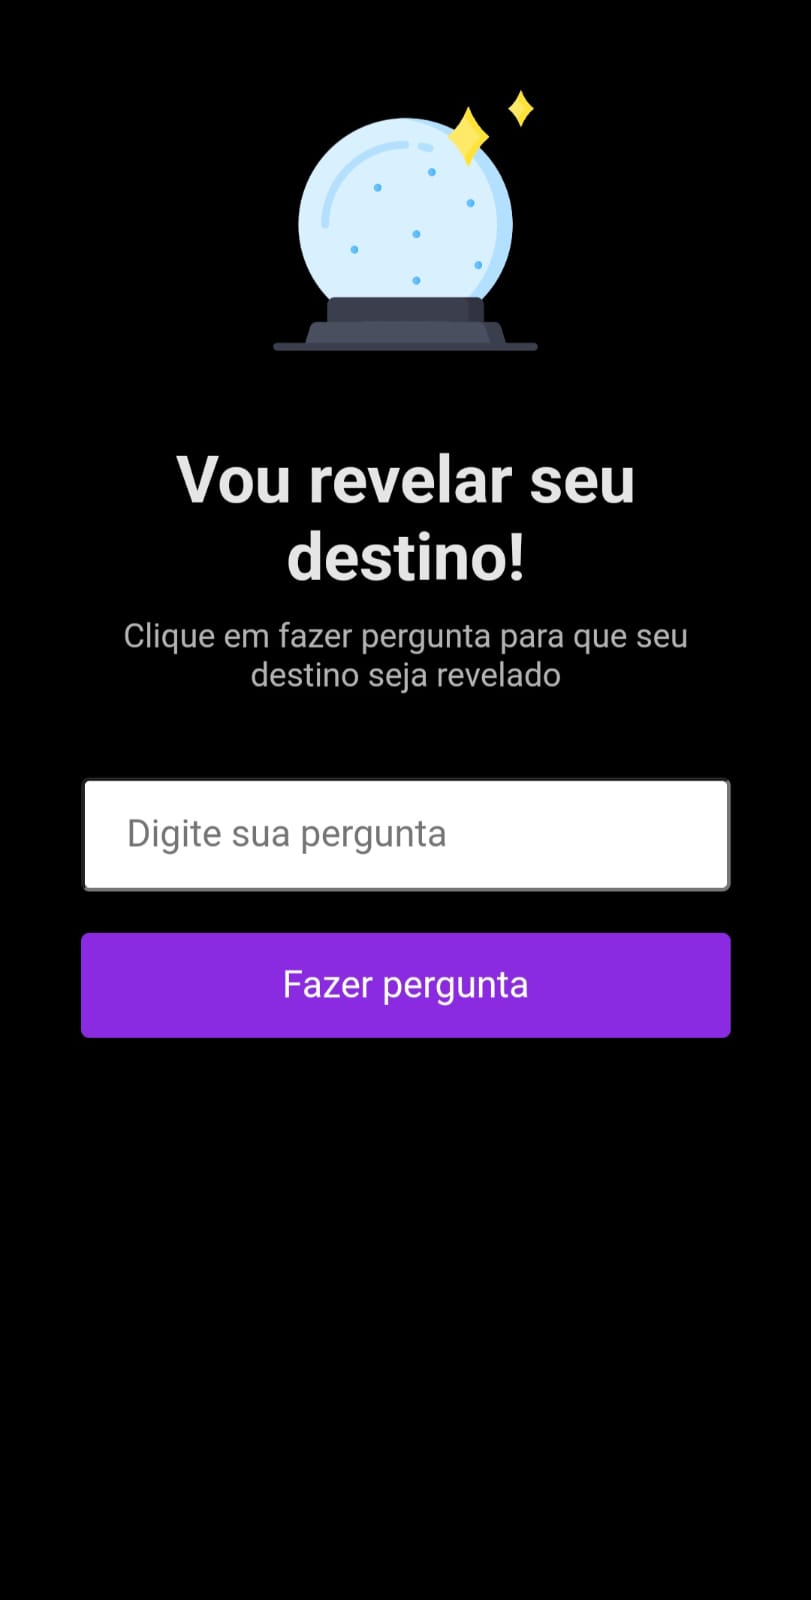 Vou revelar seu
destino!
Clique em fazer pergunta para que seu
destino seja revelado
Digite sua pergunta
Fazer pergunta